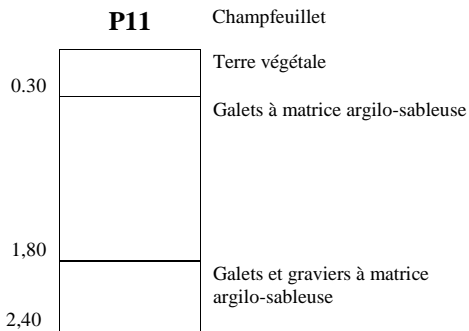 P11 Champfeuillet
Terre végétale
0.30
Galets à matrice argilo-sableuse
1,80
Galets et graviers à matrice
argilo-sableuse
2,40